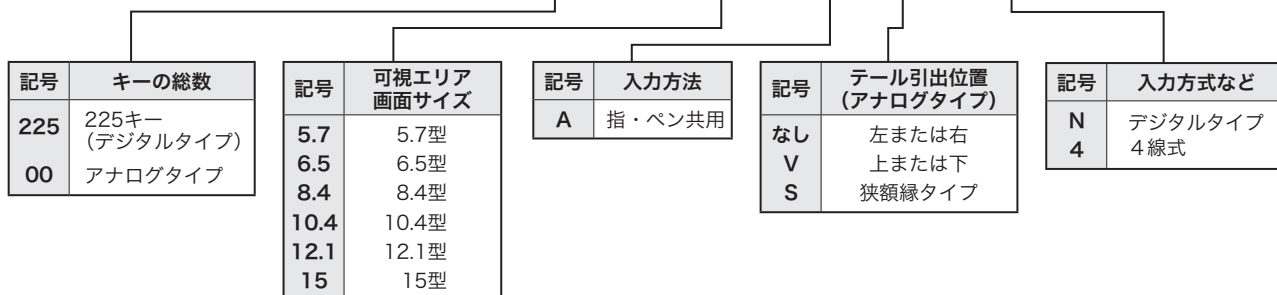 記号 キーの総数
225 225キー
(デジタルタイプ)
00 アナログタイプ
記号 可視エリア
画面サイズ
5.7 5.7型
6.5 6.5型
8.4 8.4型
10.4 10.4型
12.1 12.1型
15 15型
記号 入力方法
A 指・ペン共用
記号 テール引出位置
(アナログタイプ)
なし 左または右
V 上または下
S 狭額縁タイプ
記号 入力方式など
N デジタルタイプ
4 4線式